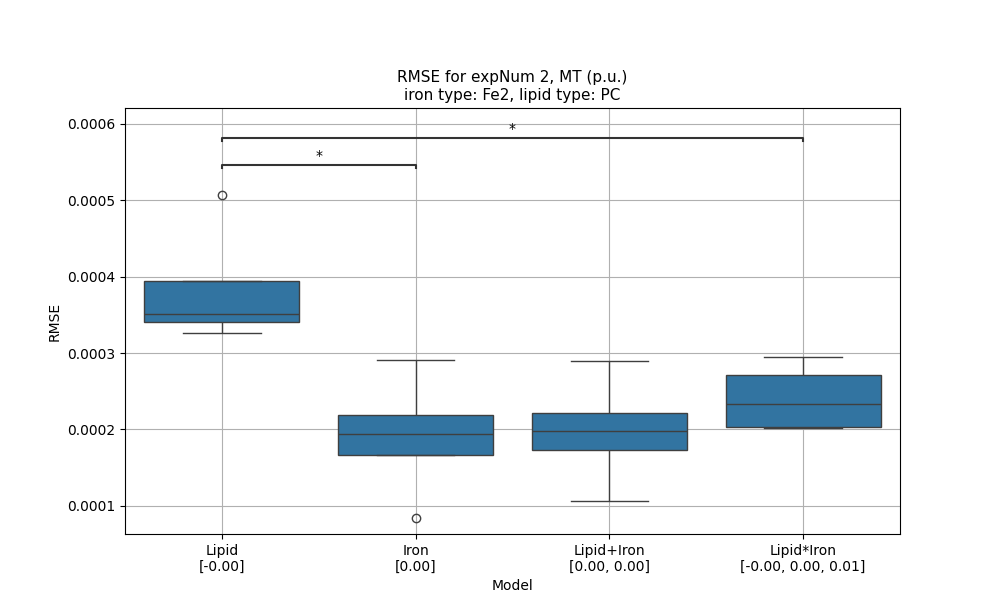 RMSE for expNum 2, MT (p.u.)
iron type: Fe2, lipid type: PC
0.0006
0.0005
0.0004
0.0003
0.0002
0.0001
RMSE
*
*
Lipid
[-0.00]
Iron
[0.00]
Lipid+Iron
[0.00, 0.00]
Lipid*Iron
[-0.00, 0.00, 0.01]
Model